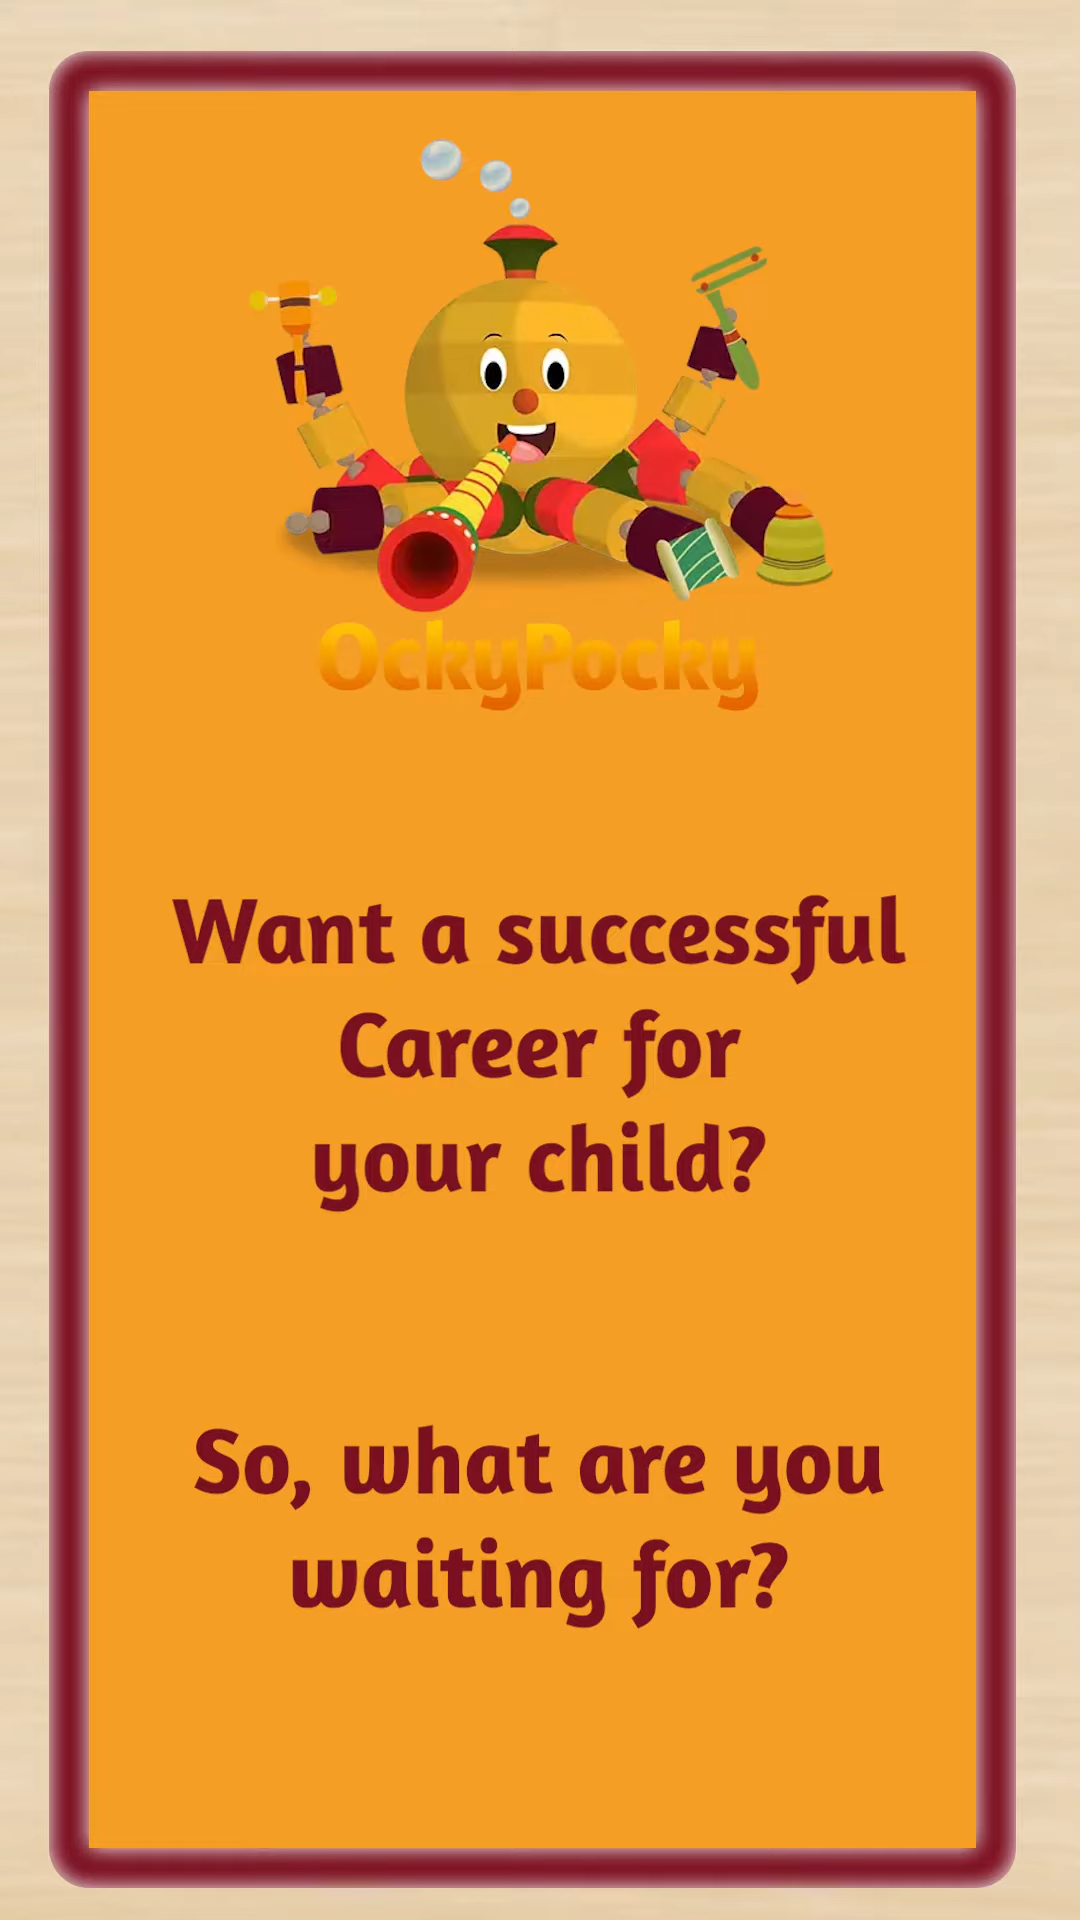 OckyPocky
Want a successful
Career for
your child?
So, what are you
waiting for?